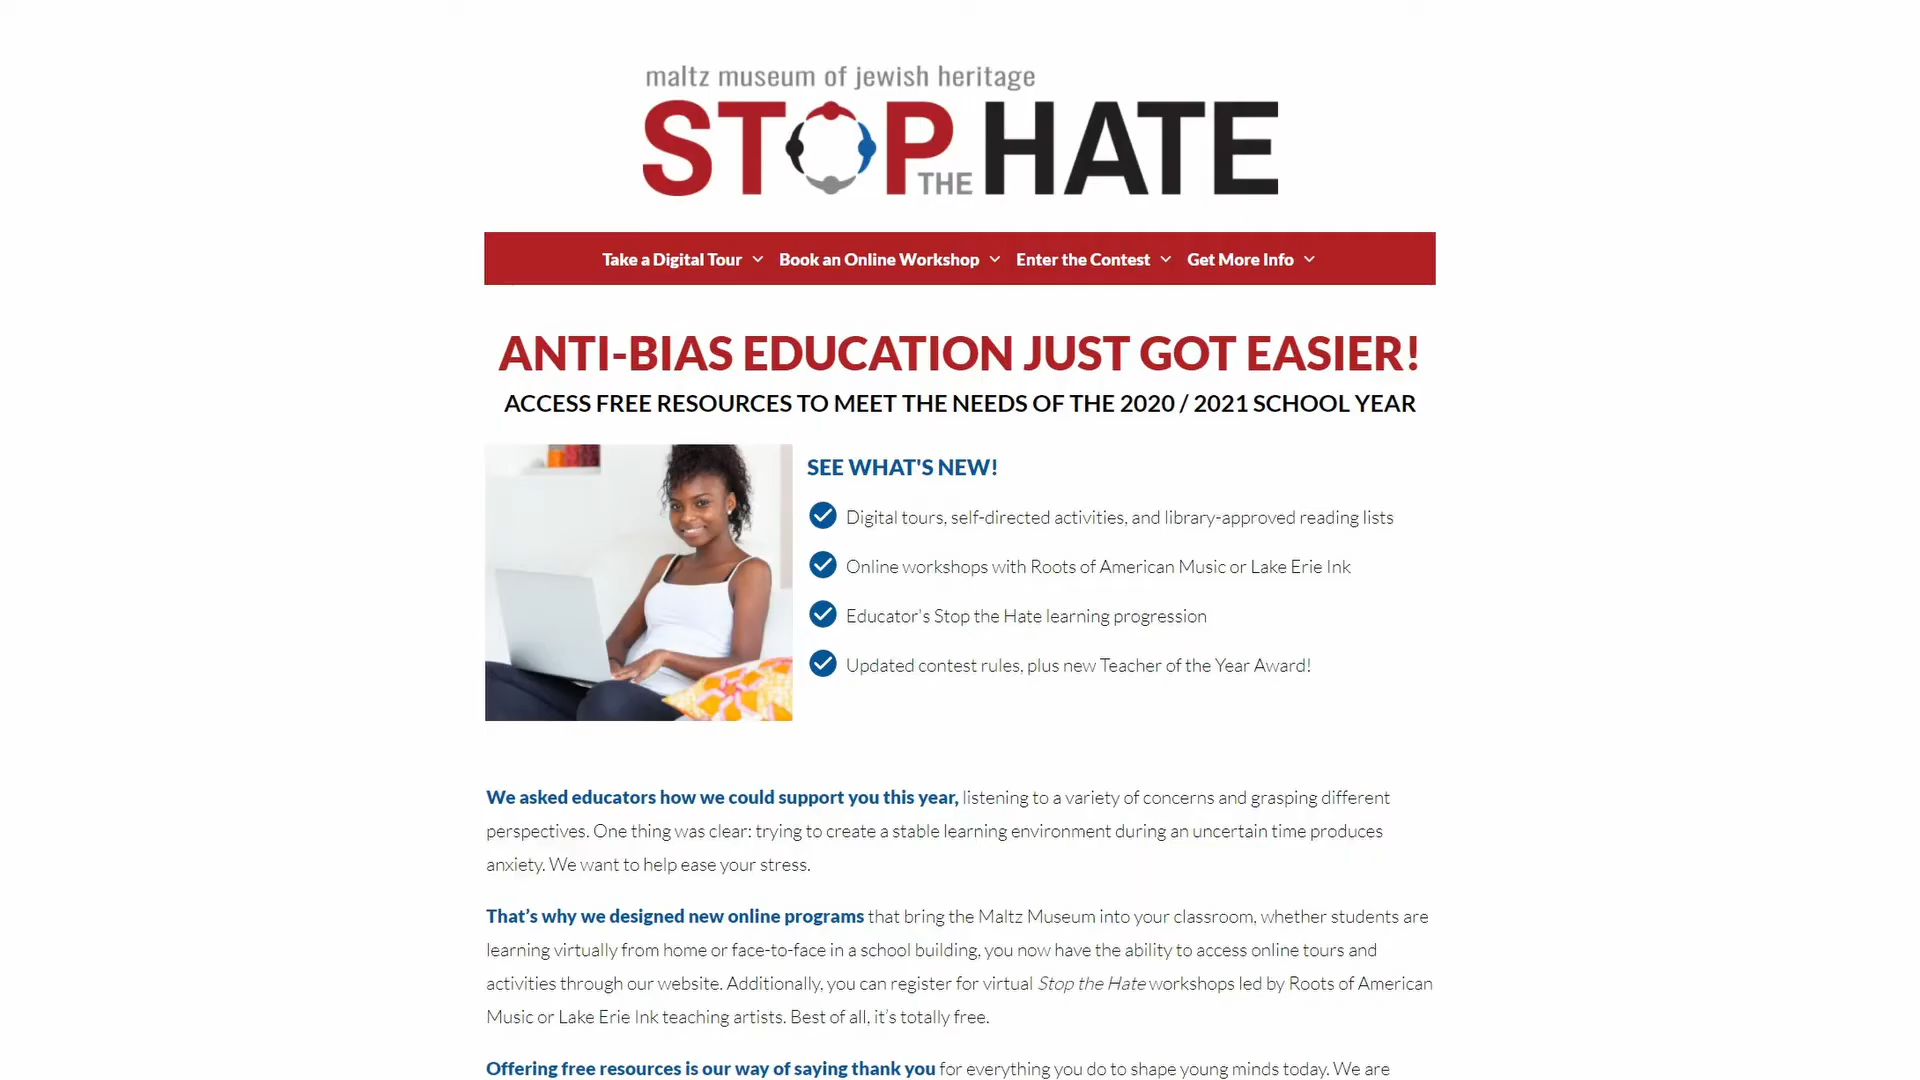 maltz museum of jewish heritage
STOP THE HATE
Take a Digital Tour Book an Online Workshop Enter the Contest Get More Info
ANTI-BIAS EDUCATION JUST GOT EASIER!
ACCESS FREE RESOURCES TO MEET THE NEEDS OF THE 2020 / 2021 SCHOOL YEAR
SEE WHAT'S NEW!
Digital tours, self-directed activities, and library-approved reading lists
Online workshops with Roots of American Music or Lake Erie Ink
Educator's Stop the Hate learning progression
Updated contest rules, plus new Teacher of the Year Award!
We asked educators how we could support you this year, listening to a variety of concerns and grasping different
perspectives. One thing was clear: trying to create a stable learning environment during an uncertain time produces
anxiety. We want to help ease your stress.
That’s why we designed new online programs that bring the Maltz Museum into your classroom, whether students are
learning virtually from home or face-to-face in a school building, you now have the ability to access online tours and
activities through our website. Additionally, you can register for virtual Stop the Hate workshops led by Roots of American
Music or Lake Erie Ink teaching artists. Best of all, it’s totally free.
Offering free resources is our way of saying thank you for everything you do to shape young minds today. We are